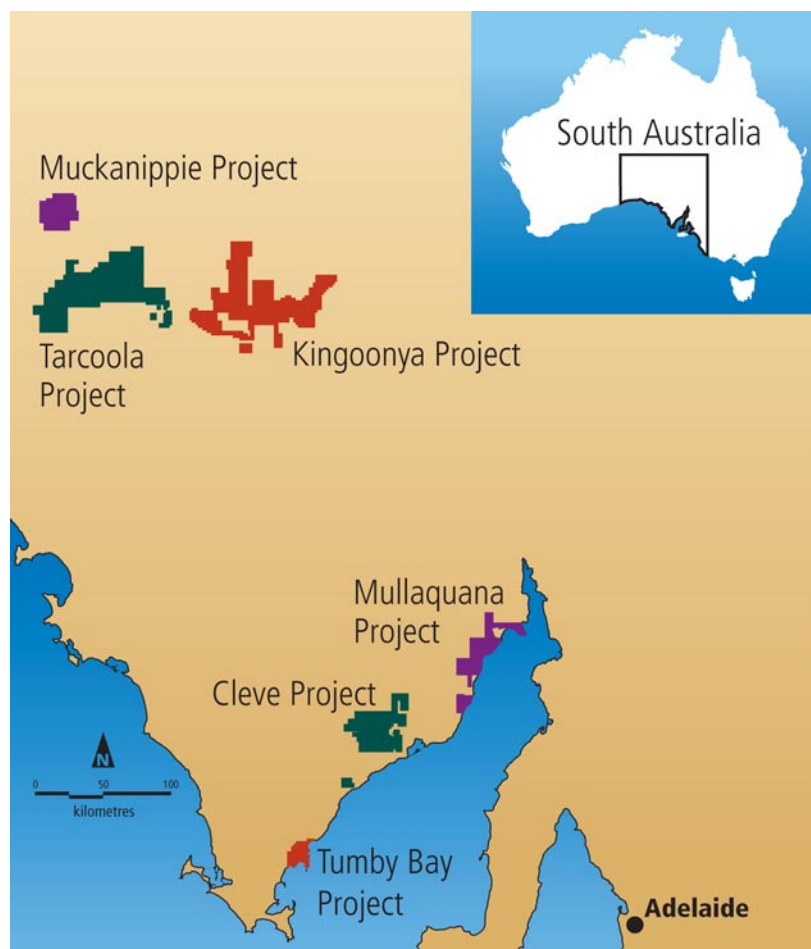 South Australia
Muckanippie Project
Tarcoola
Project
Kingoonya Project
Mullaquana
Project
Cleve Project
N
0 50 100
kilometres
Tumby Bay
Project
Adelaide